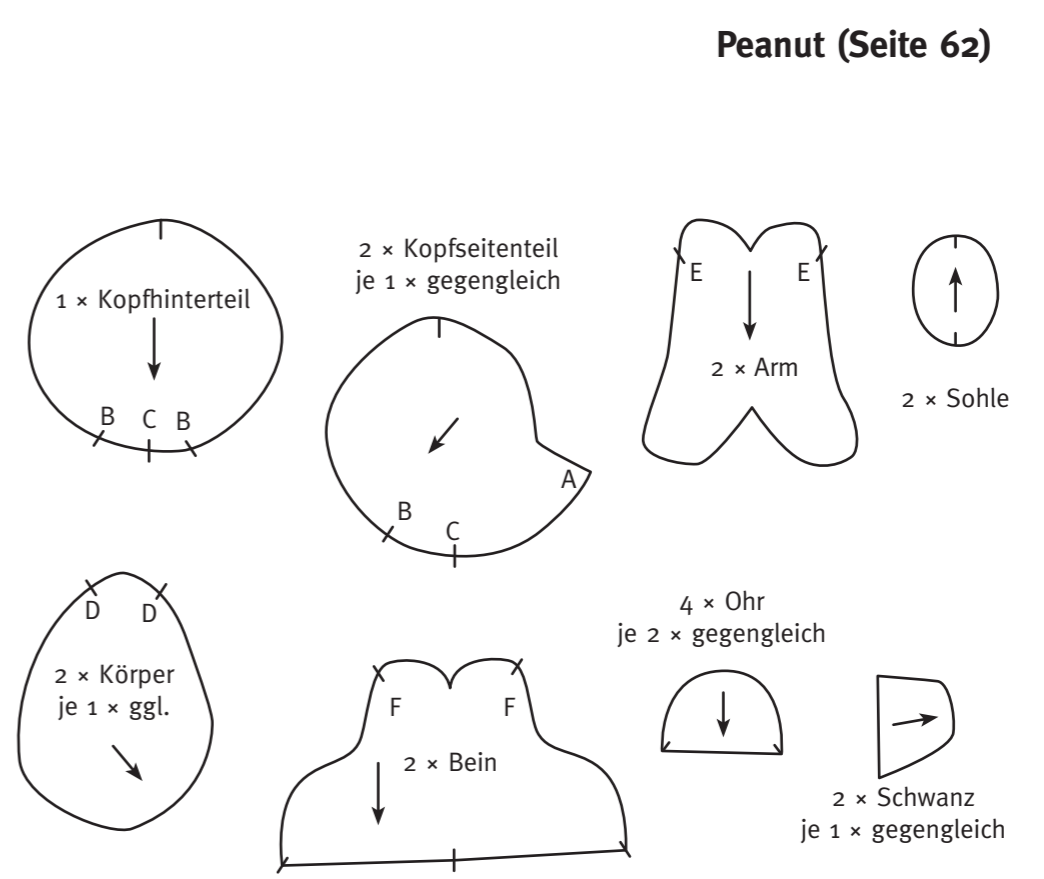 Peanut (Seite 62)
1 × Kopfhinterteil
B C B
2 × Kopfseitenteil
je 1 × gegengleich
A
B
C
E E
2 × Arm
2 × Sohle
D D
2 × Körper
je 1 × ggl.
F F
2 × Bein
4 × Ohr
je 2 × gegengleich
2 × Schwanz
je 1 × gegengleich